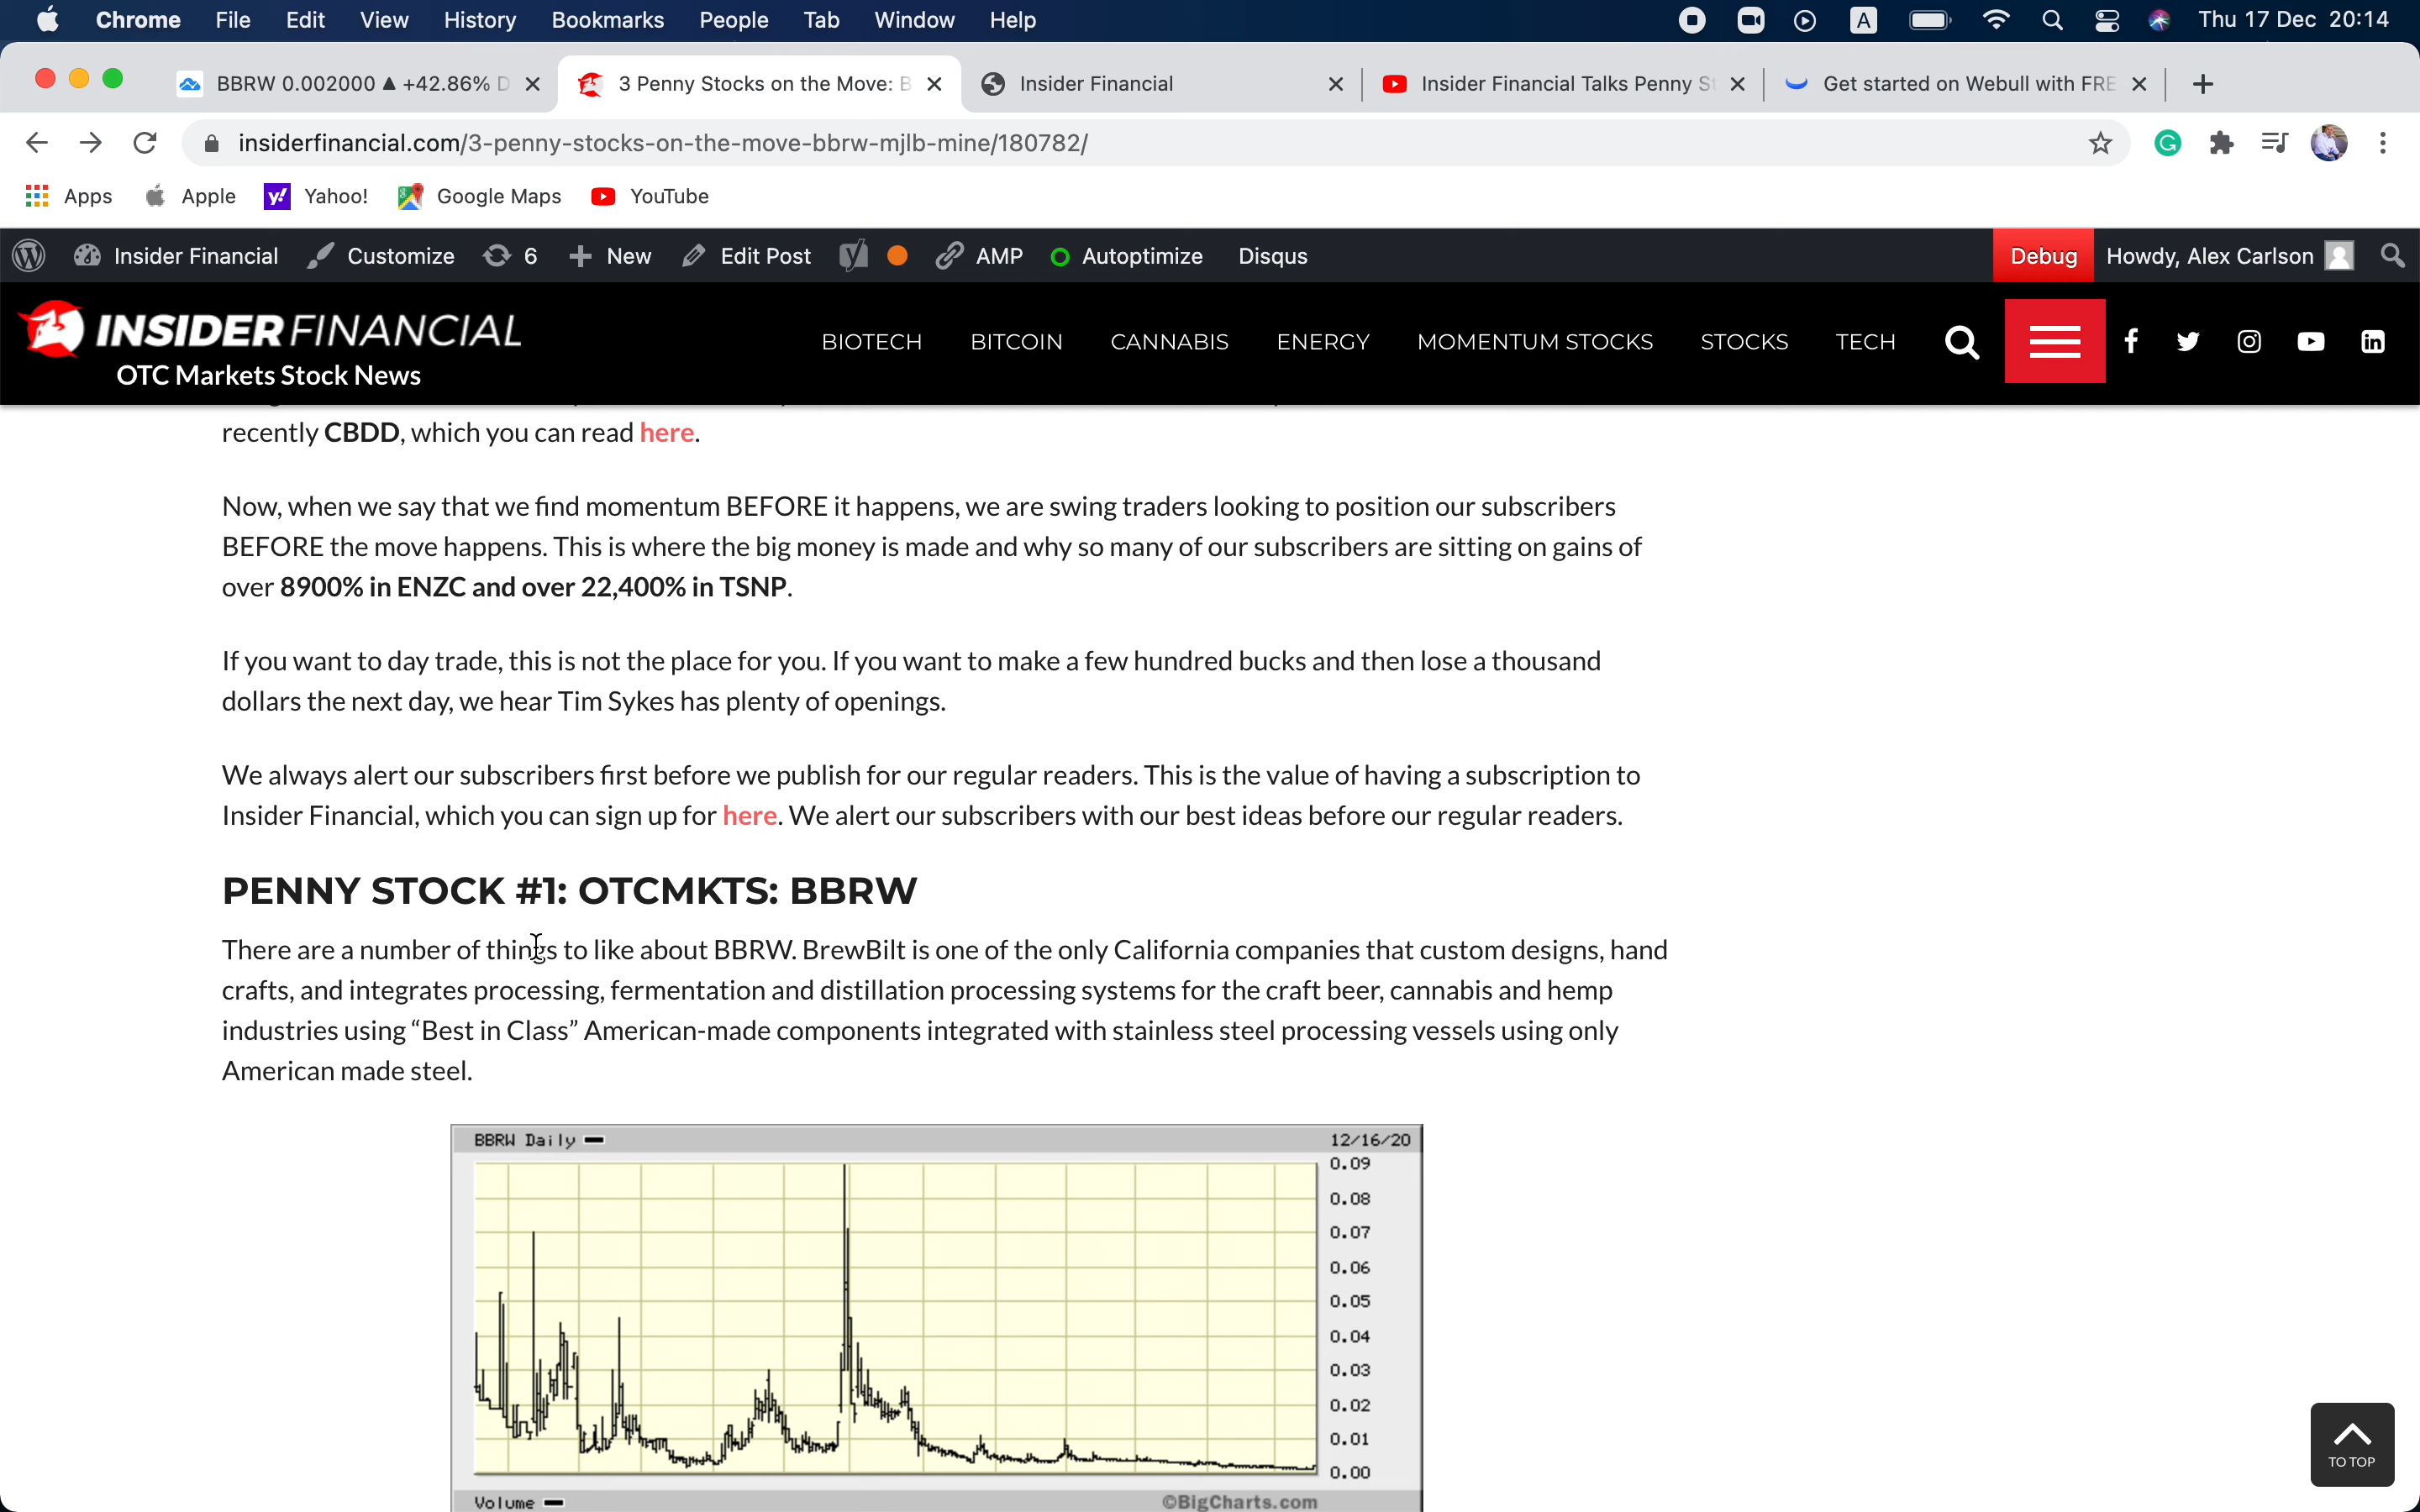 Chrome File Edit View History Bookmarks People Tab Window Help A Thu 17 Dec 20:14
BBRW 0.002000 ▲ +42.86% D 3 Penny Stocks on the Move: B Insider Financial Insider Financial Talks Penny St Get started on Webull with FRE
insiderfinancial.com/3-penny-stocks-on-the-move-bbrw-mjlb-mine/180782/
Apps Apple Yahoo! Google Maps YouTube
Insider Financial Customize 6 New Edit Post AMP Autoptimize Disqus Debug Howdy, Alex Carlson
INSIDER FINANCIAL
OTC Markets Stock News
BIOTECH BITCOIN CANNABIS ENERGY MOMENTUM STOCKS STOCKS TECH
recently CBDD, which you can read here.
Now, when we say that we find momentum BEFORE it happens, we are swing traders looking to position our subscribers
BEFORE the move happens. This is where the big money is made and why so many of our subscribers are sitting on gains of
over 8900% in ENZC and over 22,400% in TSNP.
If you want to day trade, this is not the place for you. If you want to make a few hundred bucks and then lose a thousand
dollars the next day, we hear Tim Sykes has plenty of openings.
We always alert our subscribers first before we publish for our regular readers. This is the value of having a subscription to
Insider Financial, which you can sign up for here. We alert our subscribers with our best ideas before our regular readers.
PENNY STOCK #1: OTCMKTS: BBRW
There are a number of things to like about BBRW. BrewBilt is one of the only California companies that custom designs, hand
crafts, and integrates processing, fermentation and distillation processing systems for the craft beer, cannabis and hemp
industries using “Best in Class” American-made components integrated with stainless steel processing vessels using only
American made steel.
BBRW Daily 12/16/20
0.09
0.08
0.07
0.06
0.05
0.04
0.03
0.02
0.01
0.00
Volume ©BigCharts.com
TO TOP